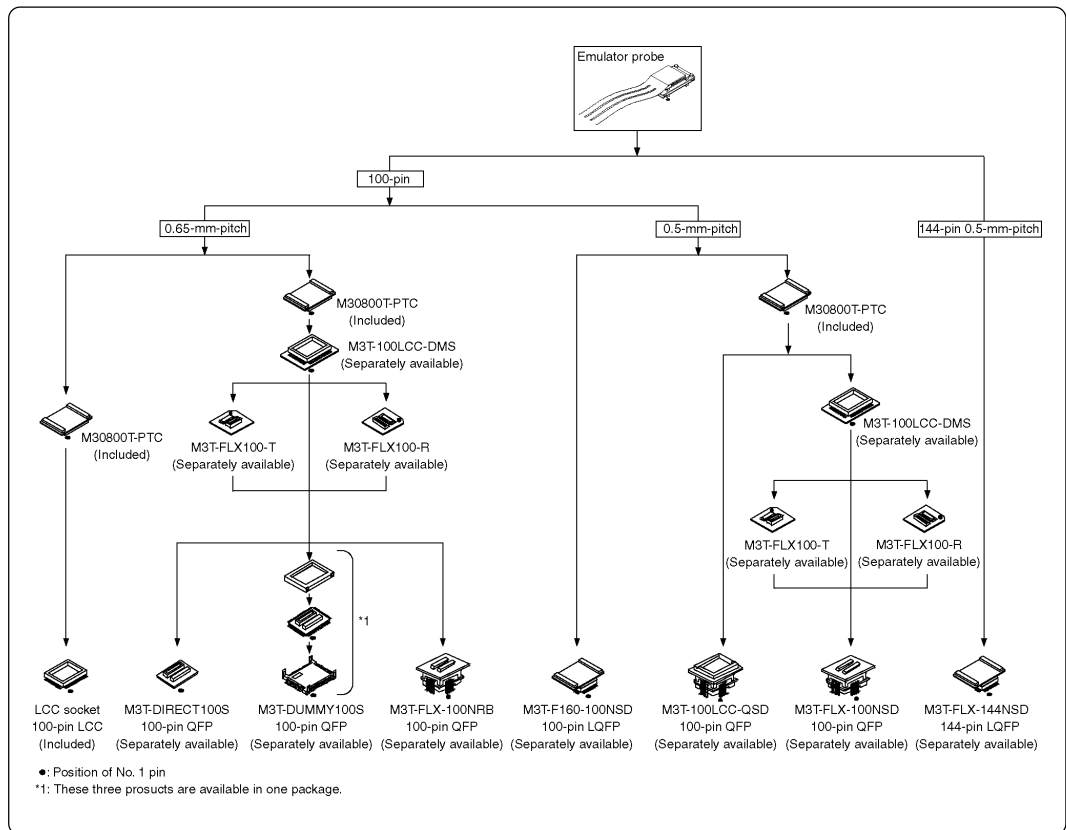 Emulator probe
100-pin
0.65-mm-pitch
0.5-mm-pitch
144-pin 0.5-mm-pitch
M30800T-PTC
(Included)
M30800T-PTC
(Included)
M3T-100LCC-DMS
(Separately available)
M3T-100LCC-DMS
(Separately available)
M30800T-PTC
(Included)
M3T-FLX100-T
(Separately available)
M3T-FLX100-R
(Separately available)
M3T-FLX100-T
(Separately available)
M3T-FLX100-R
(Separately available)
*1
LCC socket
100-pin LCC
(Included)
M3T-DIRECT100S
100-pin QFP
(Separately available)
M3T-DUMMY100S
100-pin QFP
(Separately available)
M3T-FLX-100NRB
100-pin QFP
(Separately available)
M3T-F160-100NSD
100-pin LQFP
(Separately available)
M3T-100LCC-QSD
100-pin QFP
(Separately available)
M3T-FLX-100NSD
100-pin QFP
(Separately available)
M3T-FLX-144NSD
144-pin LQFP
(Separately available)
●: Position of No. 1 pin
*1: These three prosucts are available in one package.